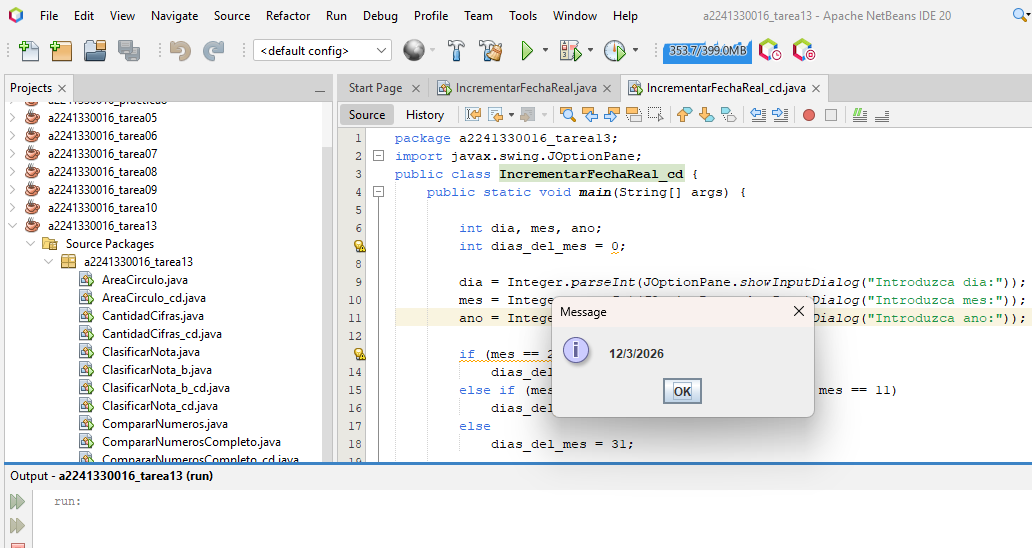 File Edit View Navigate Source Refactor Run Debug Profile Team Tools Window Help a2241330016_tarea13 - Apache NetBeans IDE 20
<default config> 353.7/399.0MB
Projects Start Page IncrementarFechaReal.java IncrementarFechaReal_cd.java
Source History
a2241330016_tarea05
a2241330016_tarea06
a2241330016_tarea07
a2241330016_tarea08
a2241330016_tarea09
a2241330016_tarea10
a2241330016_tarea13
Source Packages
a2241330016_tarea13
AreaCirculo.java
AreaCirculo_cd.java
CantidadCifras.java
CantidadCifras_cd.java
ClasificarNota.java
ClasificarNota_b.java
ClasificarNota_b_cd.java
ClasificarNota_cd.java
CompararNumeros.java
CompararNumerosCompleto.java
CompararNumerosCompleto_cd.java
1 package a2241330016_tarea13;
2 import javax.swing.JOptionPane;
3 public class IncrementarFechaReal_cd {
4 public static void main(String[] args) {
5
6 int dia, mes, ano;
int dias_del_mes = 0;
8
9 dia = Integer.parseInt(JOptionPane.showInputDialog("Introduzca dia:"));
10 mes = Integer Dialog("Introduzca mes:"));
11 ano = Intege Dialog("Introduzca ano:"));
12
if (mes == 2
14 dias_del
15 else if (mes mes == 11)
16 dias_del
17 else
18 dias_del_mes = 31;
Message
12/3/2026
OK
Output - a2241330016_tarea13 (run)
run: